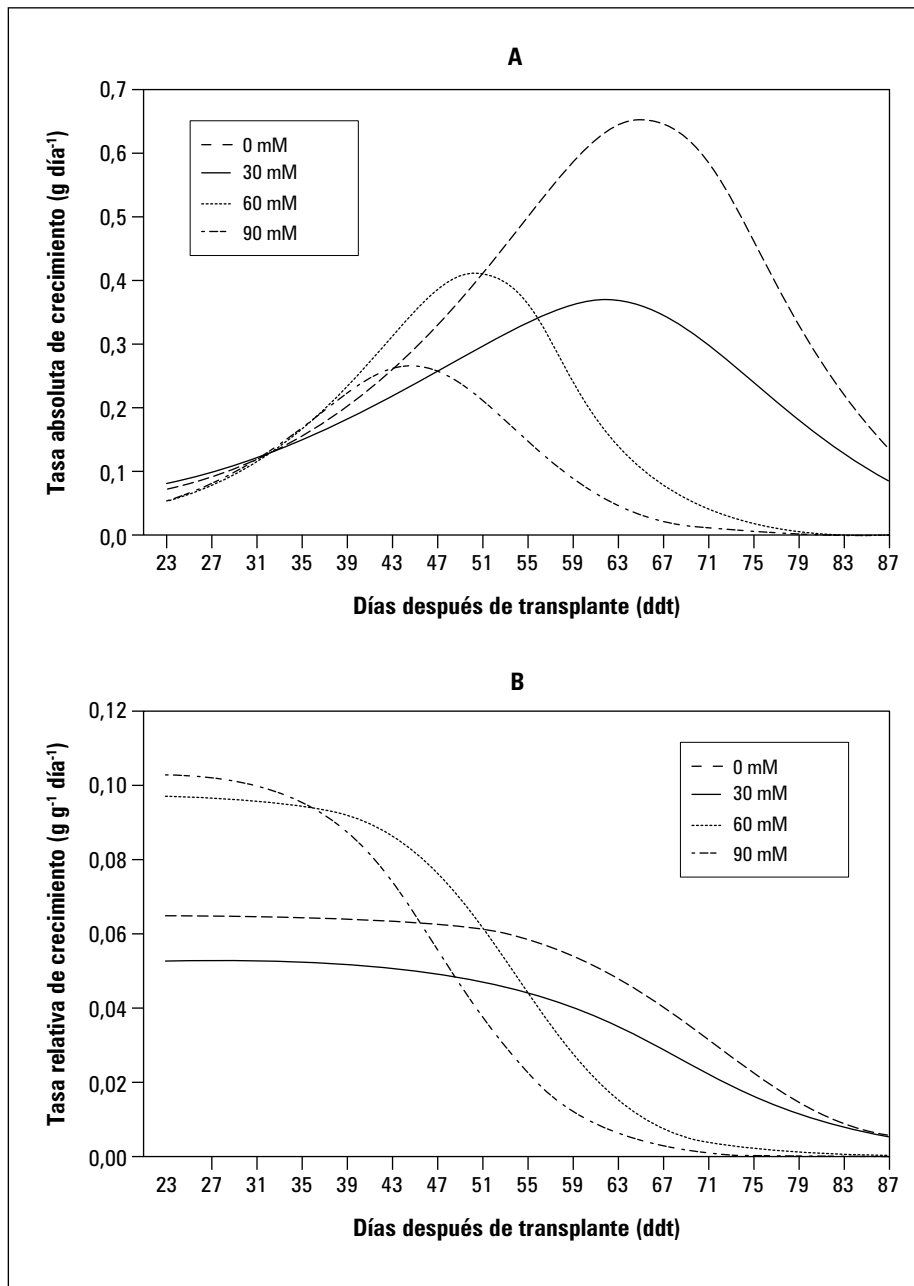 A
Tasa absoluta de crecimiento (g día⁻¹)
0,7
0,6
0,5
0,4
0,3
0,2
0,1
0,0
0 mM
30 mM
60 mM
90 mM
23 27 31 35 39 43 47 51 55 59 63 67 71 75 79 83 87
Días después de transplante (ddt)
B
Tasa relativa de crecimiento (g g⁻¹ día⁻¹)
0,12
0,10
0,08
0,06
0,04
0,02
0,00
0 mM
30 mM
60 mM
90 mM
23 27 31 35 39 43 47 51 55 59 63 67 71 75 79 83 87
Días después de transplante (ddt)